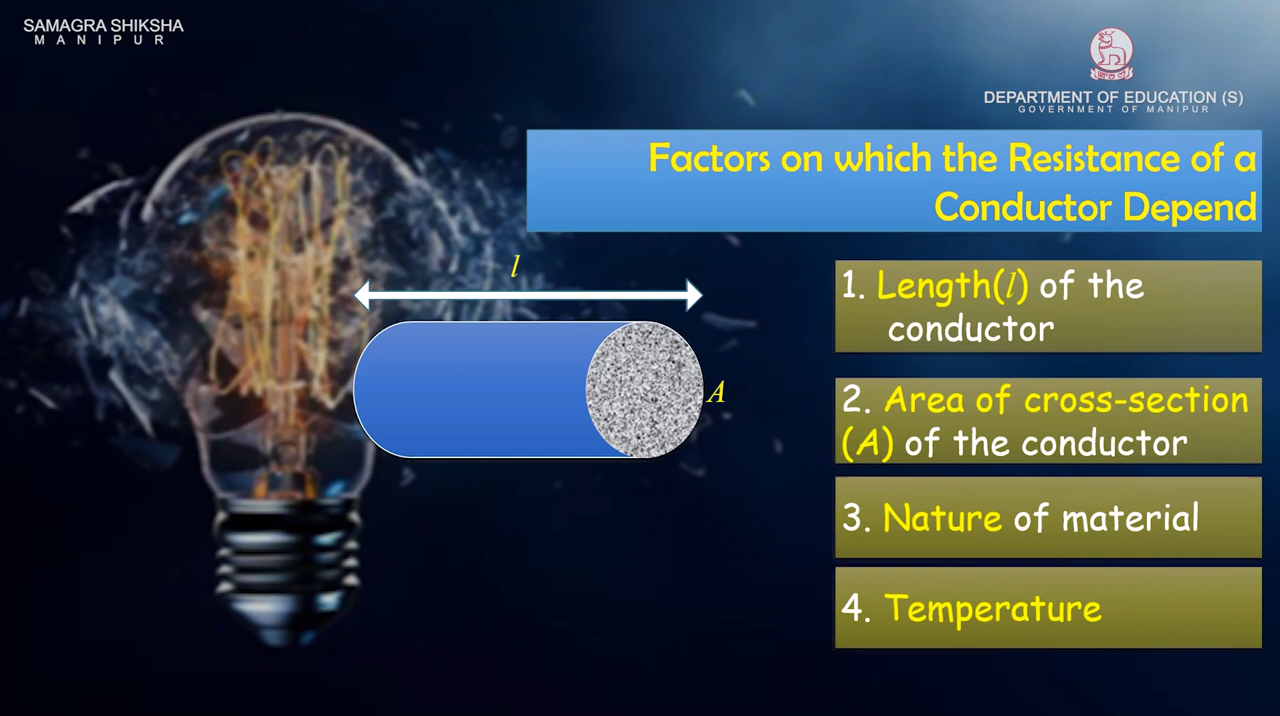 SAMAGRA SHIKSHA
MANIPUR
DEPARTMENT OF EDUCATION (S)
GOVERNMENT OF MANIPUR
Factors on which the Resistance of a
Conductor Depend
l
A
1. Length(l) of the
conductor
2. Area of cross-section
(A) of the conductor
3. Nature of material
4. Temperature